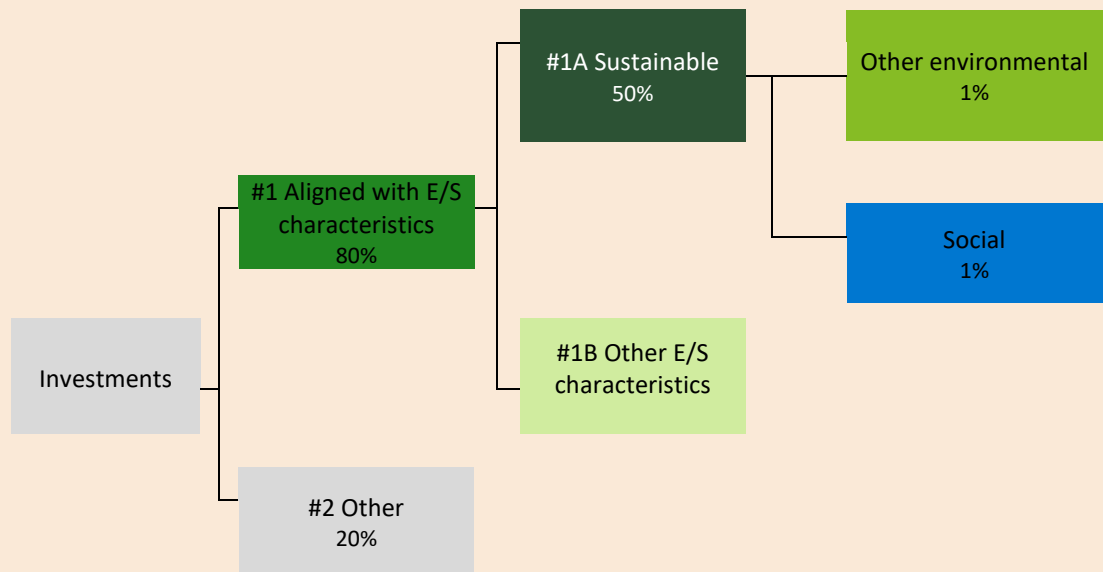 #1A Sustainable
50%
Other environmental
1%
#1 Aligned with E/S
characteristics
80%
Social
1%
Investments
#1B Other E/S
characteristics
#2 Other
20%